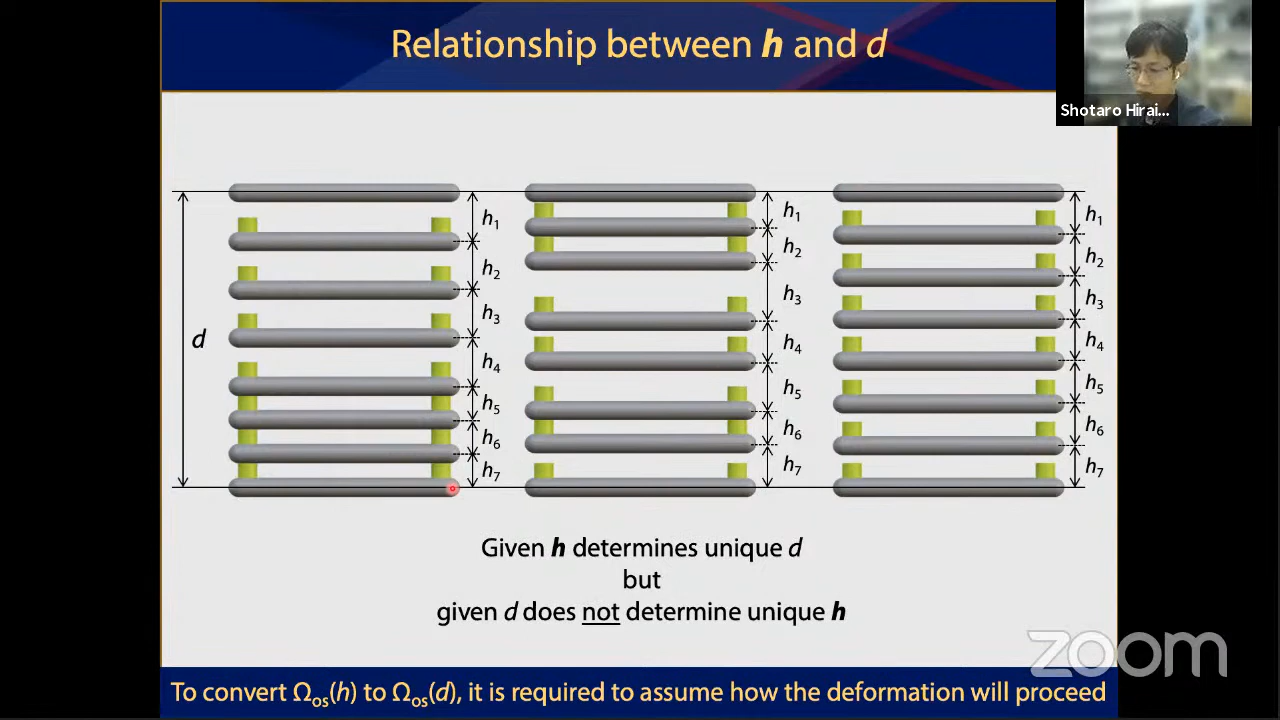 Relationship between h and d
Shotaro Hirai...
d
h1
h2
h3
h4
h5
h6
h7
h1
h2
h3
h4
h5
h6
h7
h1
h2
h3
h4
h5
h6
h7
Given h determines unique d
but
given d does not determine unique h
zoom
To convert Ωos(h) to Ωos(d), it is required to assume how the deformation will proceed